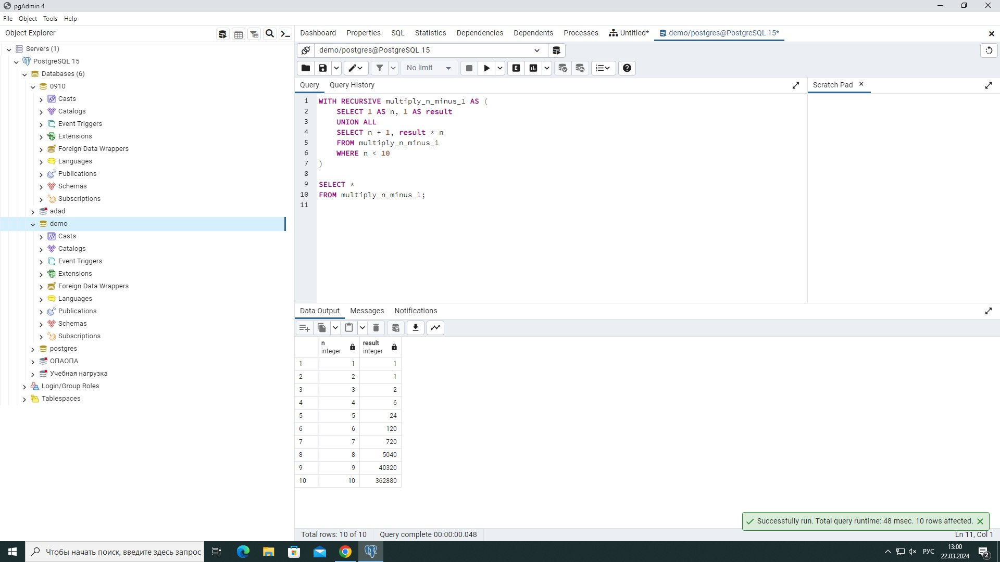 pgAdmin 4
File Object Tools Help
Object Explorer
Dashboard Properties SQL Statistics Dependencies Dependents Processes Untitled* demo/postgres@PostgreSQL 15*
Servers (1)
PostgreSQL 15
Databases (6)
0910
Casts
Catalogs
Event Triggers
Extensions
Foreign Data Wrappers
Languages
Publications
Schemas
Subscriptions
adad
demo
Casts
Catalogs
Event Triggers
Extensions
Foreign Data Wrappers
Languages
Publications
Schemas
Subscriptions
postgres
ОПАОПА
Учебная нагрузка
Login/Group Roles
Tablespaces
demo/postgres@PostgreSQL 15
No limit
E
Query Query History
Scratch Pad
1 WITH RECURSIVE multiply_n_minus_1 AS (
2 SELECT 1 AS n, 1 AS result
3 UNION ALL
4 SELECT n + 1, result * n
5 FROM multiply_n_minus_1
6 WHERE n < 10
7 )
8
9 SELECT *
10 FROM multiply_n_minus_1;
11
Data Output Messages Notifications
n integer result integer
1 1 1
2 2 1
3 3 2
4 4 6
5 5 24
6 6 120
7 7 720
8 8 5040
9 9 40320
10 10 362880
Successfully run. Total query runtime: 48 msec. 10 rows affected.
Total rows: 10 of 10 Query complete 00:00:00.048 Ln 11, Col 1
Чтобы начать поиск, введите здесь запрос
РУС
13:00
22.03.2024
2